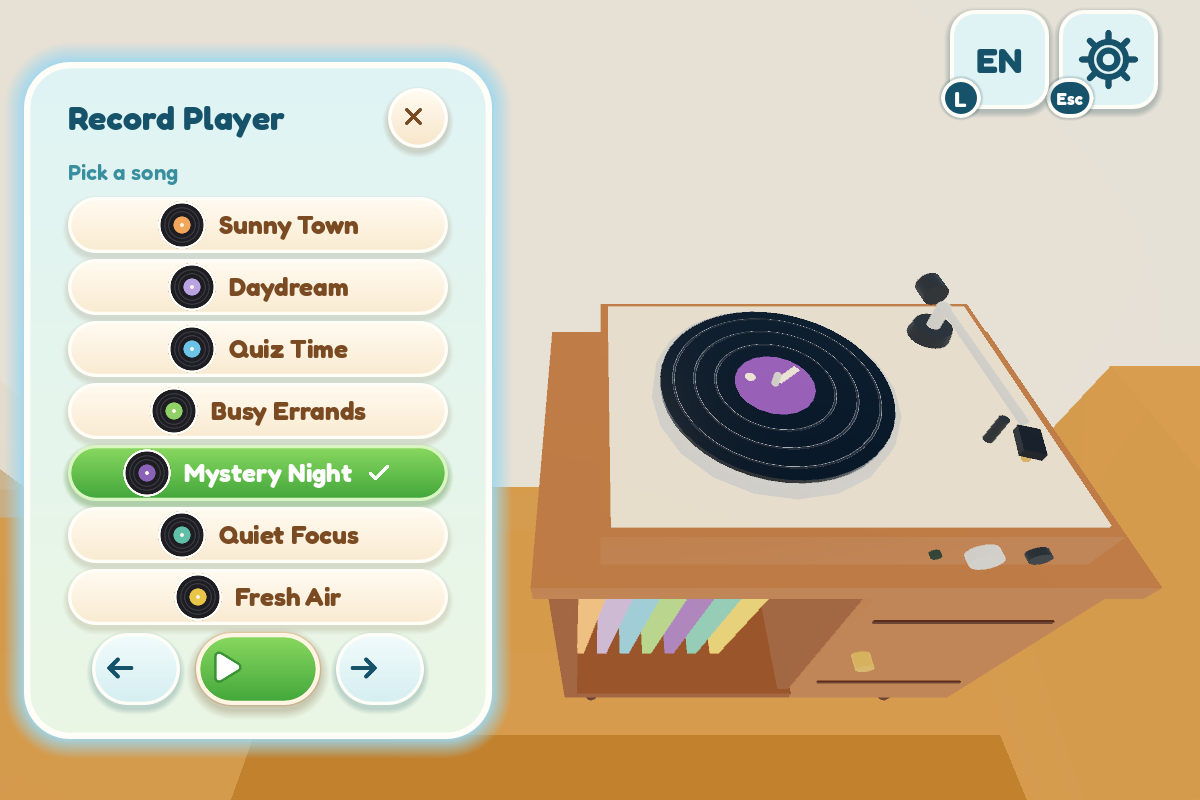 EN
L
Esc
Record Player
Pick a song
Sunny Town
Daydream
Quiz Time
Busy Errands
Mystery Night
Quiet Focus
Fresh Air